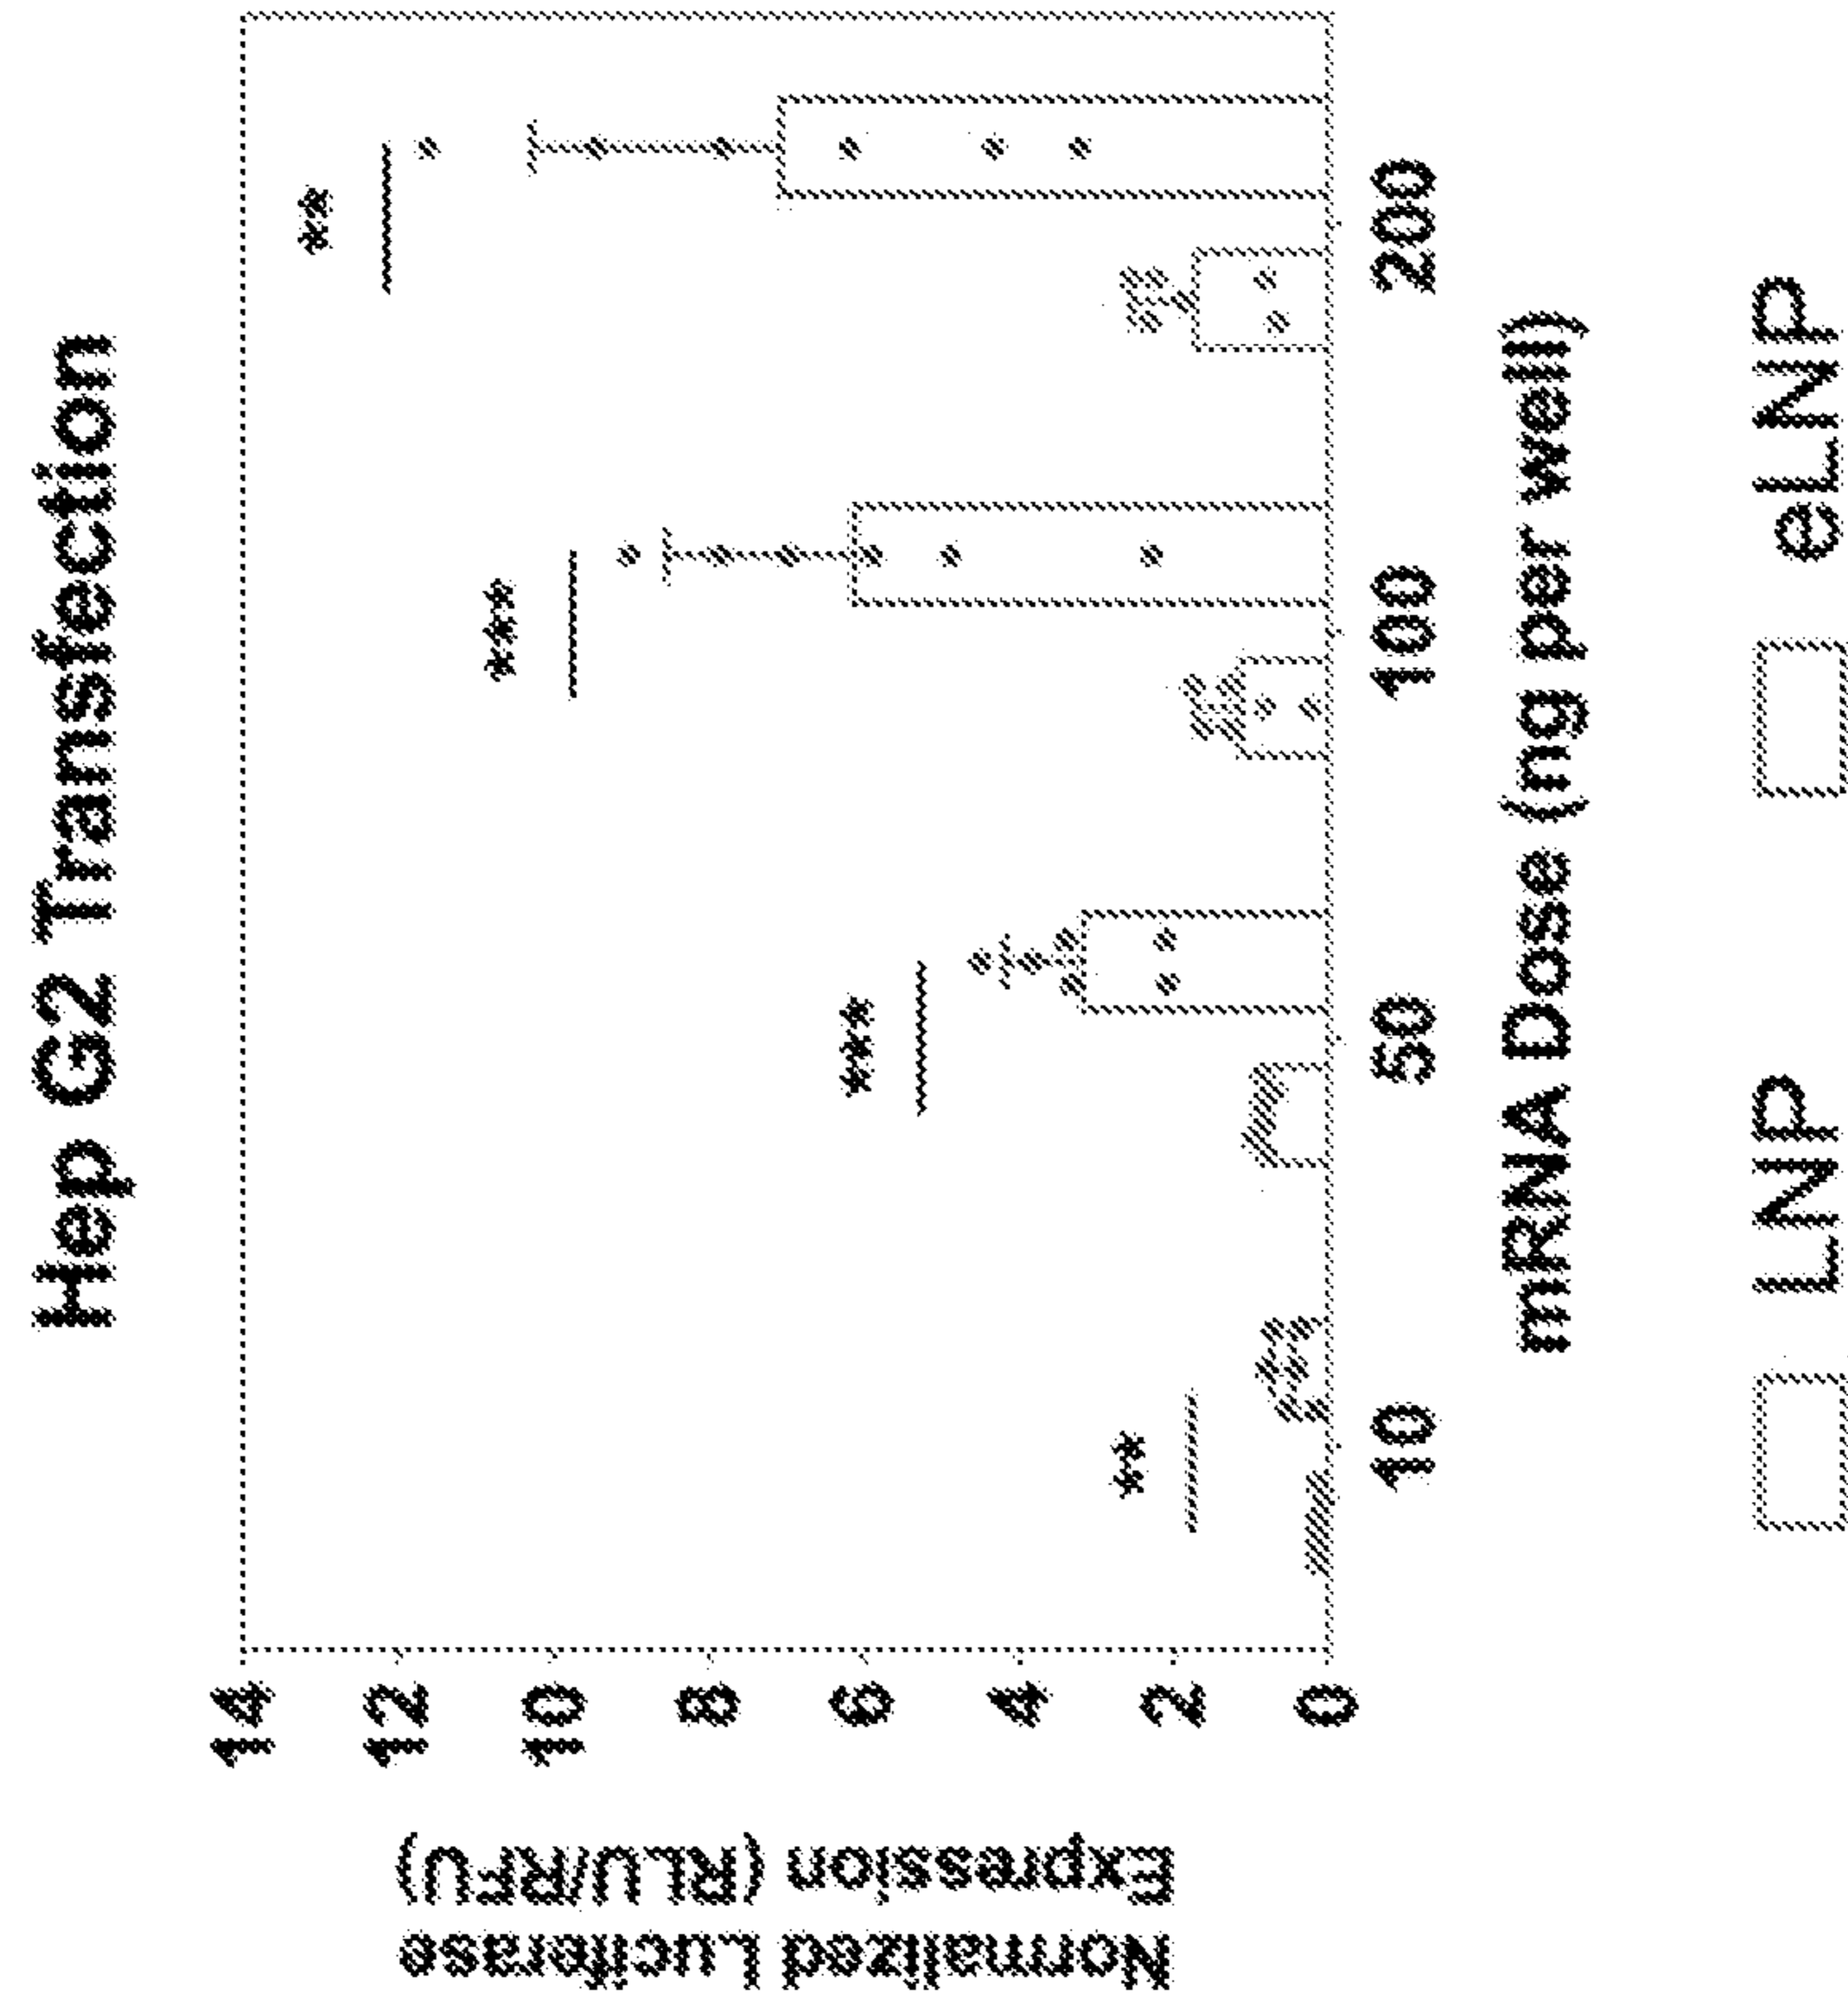 Hep G2 Transfection
Normalized Luciferase
Expression (RLU/RFU)
14
12
10
8
6
4
2
0
**
***
***
**
10
50
100
200
mRNA Dose (ng per well)
LNP
eLNP